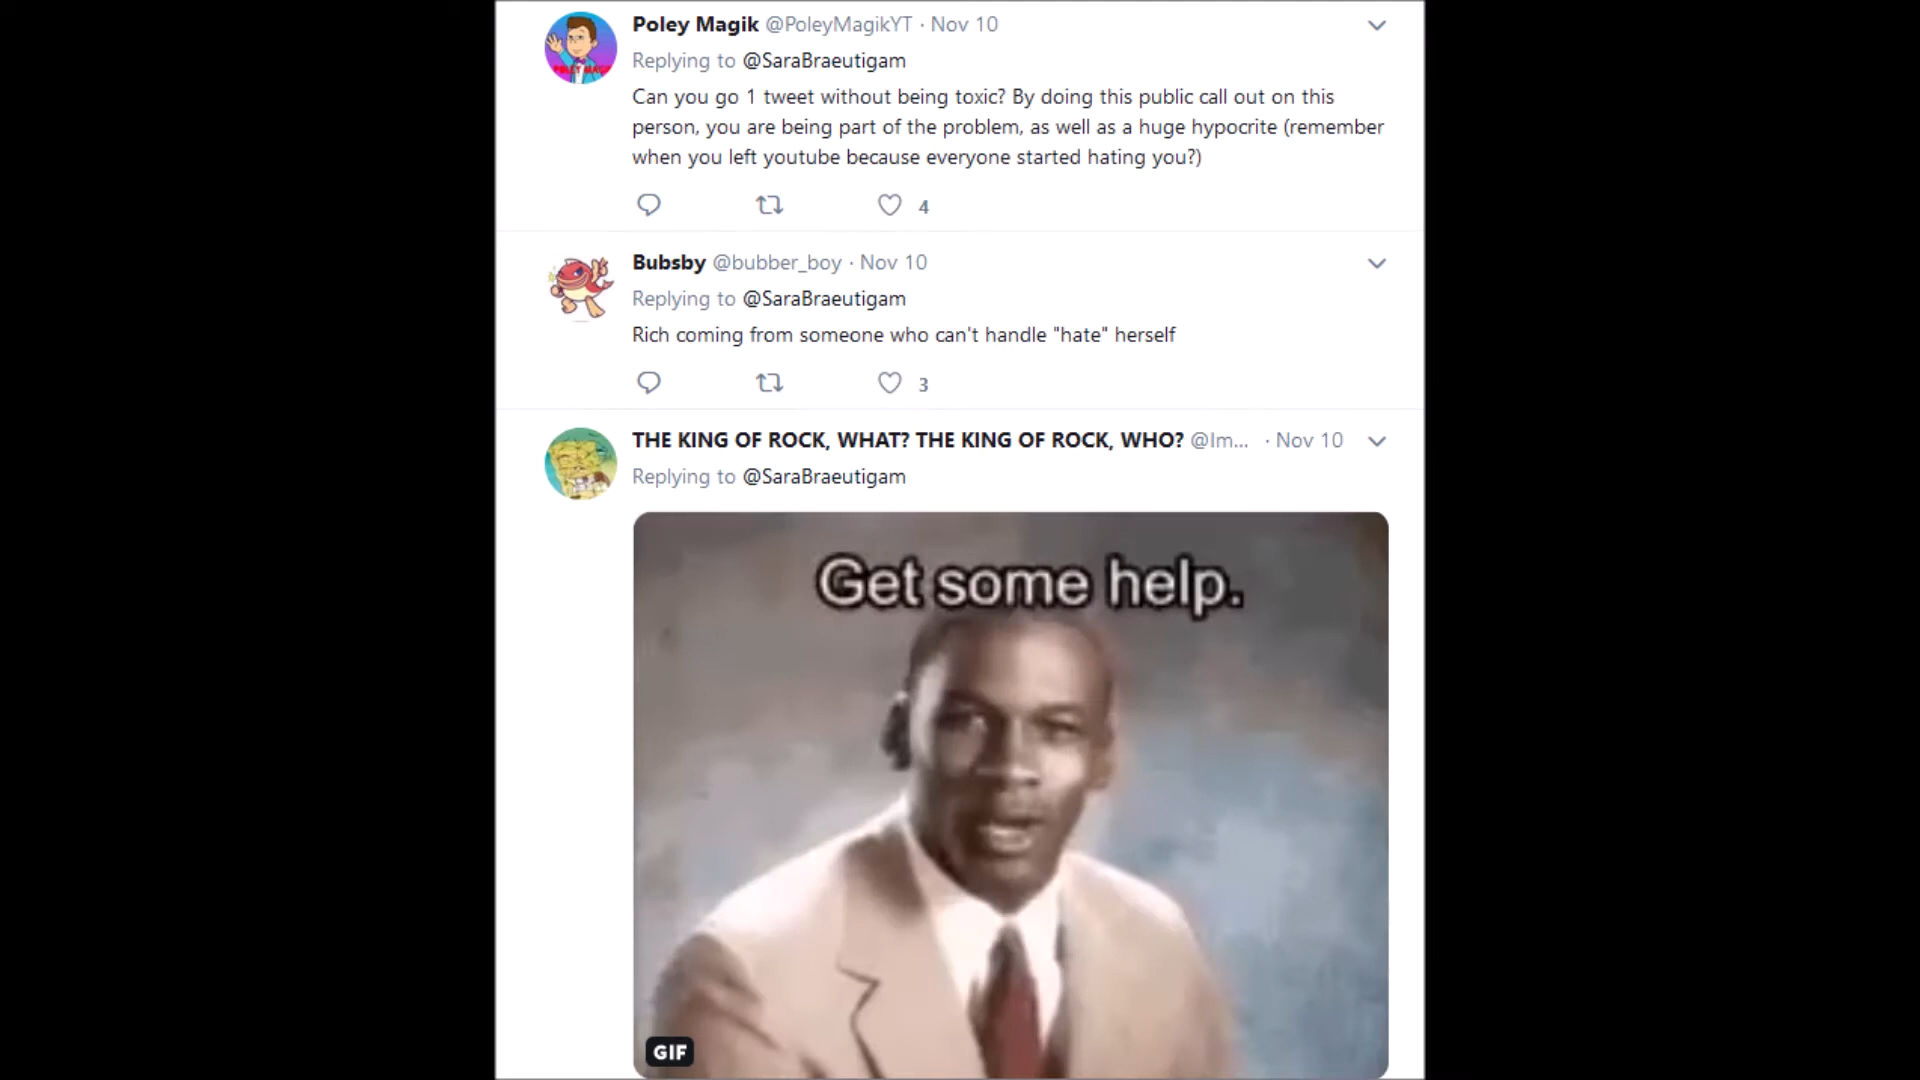 Poley Magik @PoleyMagikYT · Nov 10
Replying to @SaraBraeutigam
Can you go 1 tweet without being toxic? By doing this public call out on this
person, you are being part of the problem, as well as a huge hypocrite (remember
when you left youtube because everyone started hating you?)
4
Bubsby @bubber_boy · Nov 10
Replying to @SaraBraeutigam
Rich coming from someone who can't handle "hate" herself
3
THE KING OF ROCK, WHAT? THE KING OF ROCK, WHO? @Im... · Nov 10
Replying to @SaraBraeutigam
Get some help.
GIF